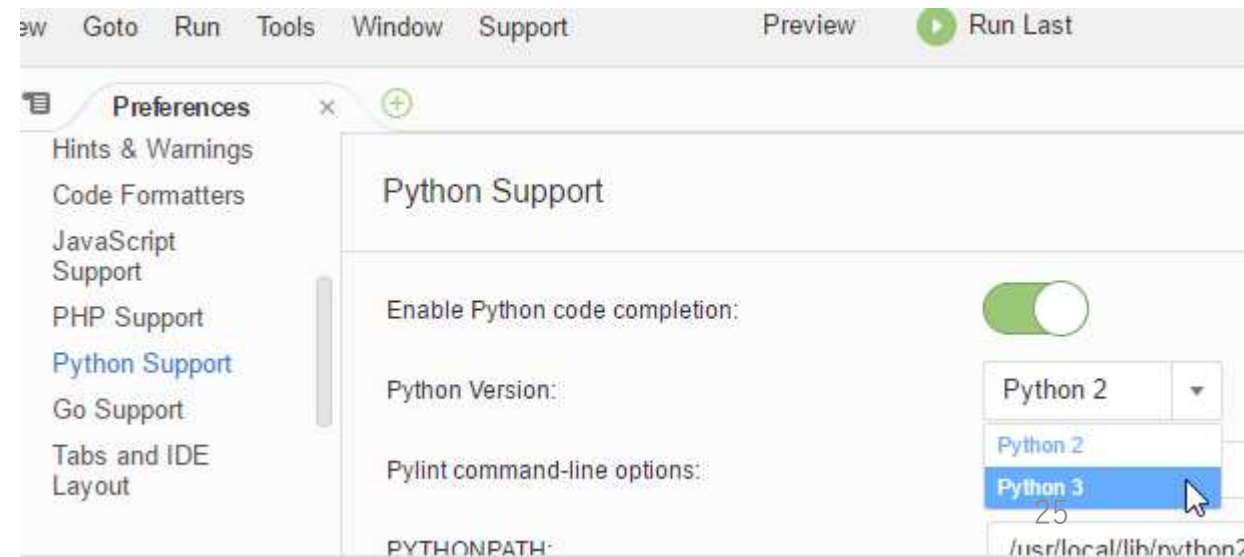 ew Goto Run Tools Window Support Preview Run Last
Preferences ×
Hints & Warnings
Code Formatters
JavaScript
Support
PHP Support
Python Support
Go Support
Tabs and IDE
Layout
Python Support
Enable Python code completion:
Python Version: Python 2
Python 2
Python 3
Pylint command-line options:
25
PYTHONPATH: /usr/local/lib/python2